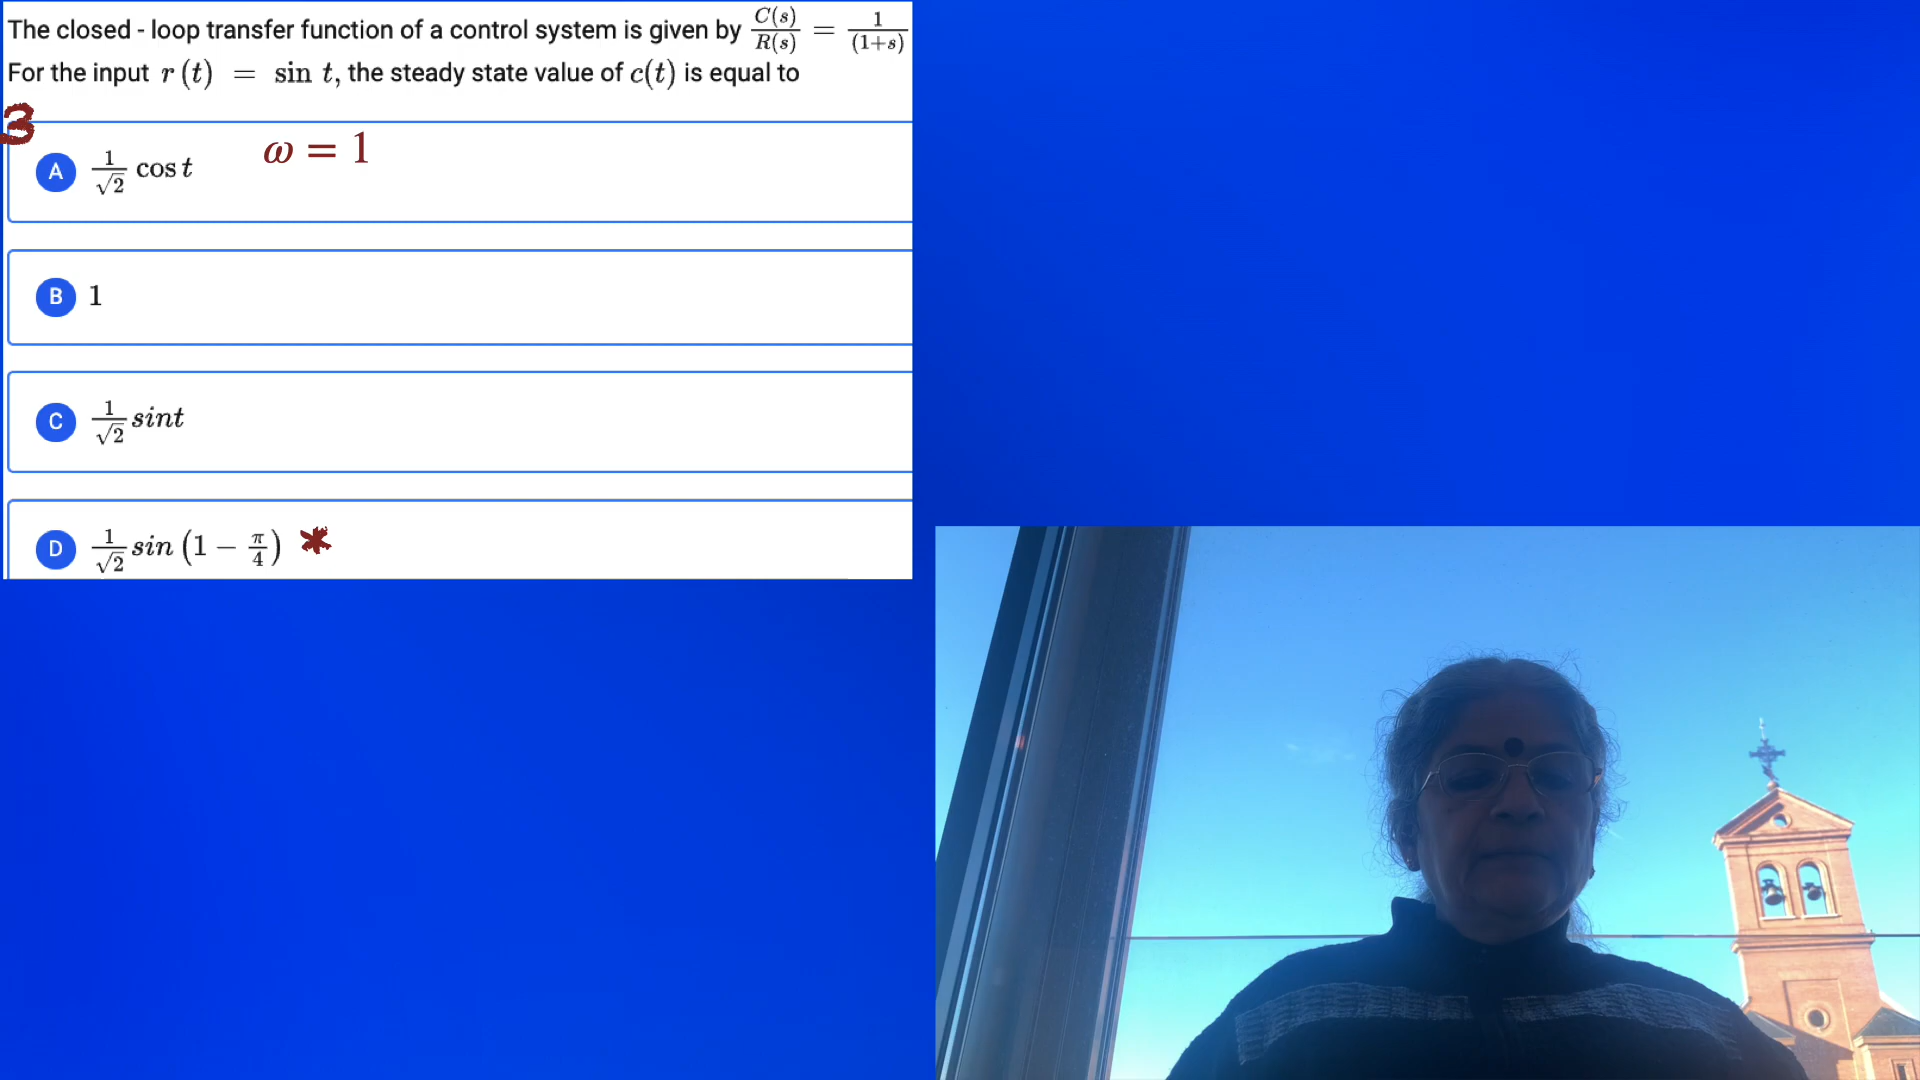 The closed - loop transfer function of a control system is given by C(s)/R(s) = 1/(1+s)
For the input r(t) = sin t, the steady state value of c(t) is equal to
3
A 1/√2 cos t ω = 1
B 1
C 1/√2 sint
D 1/√2 sin (1 − π/4) *